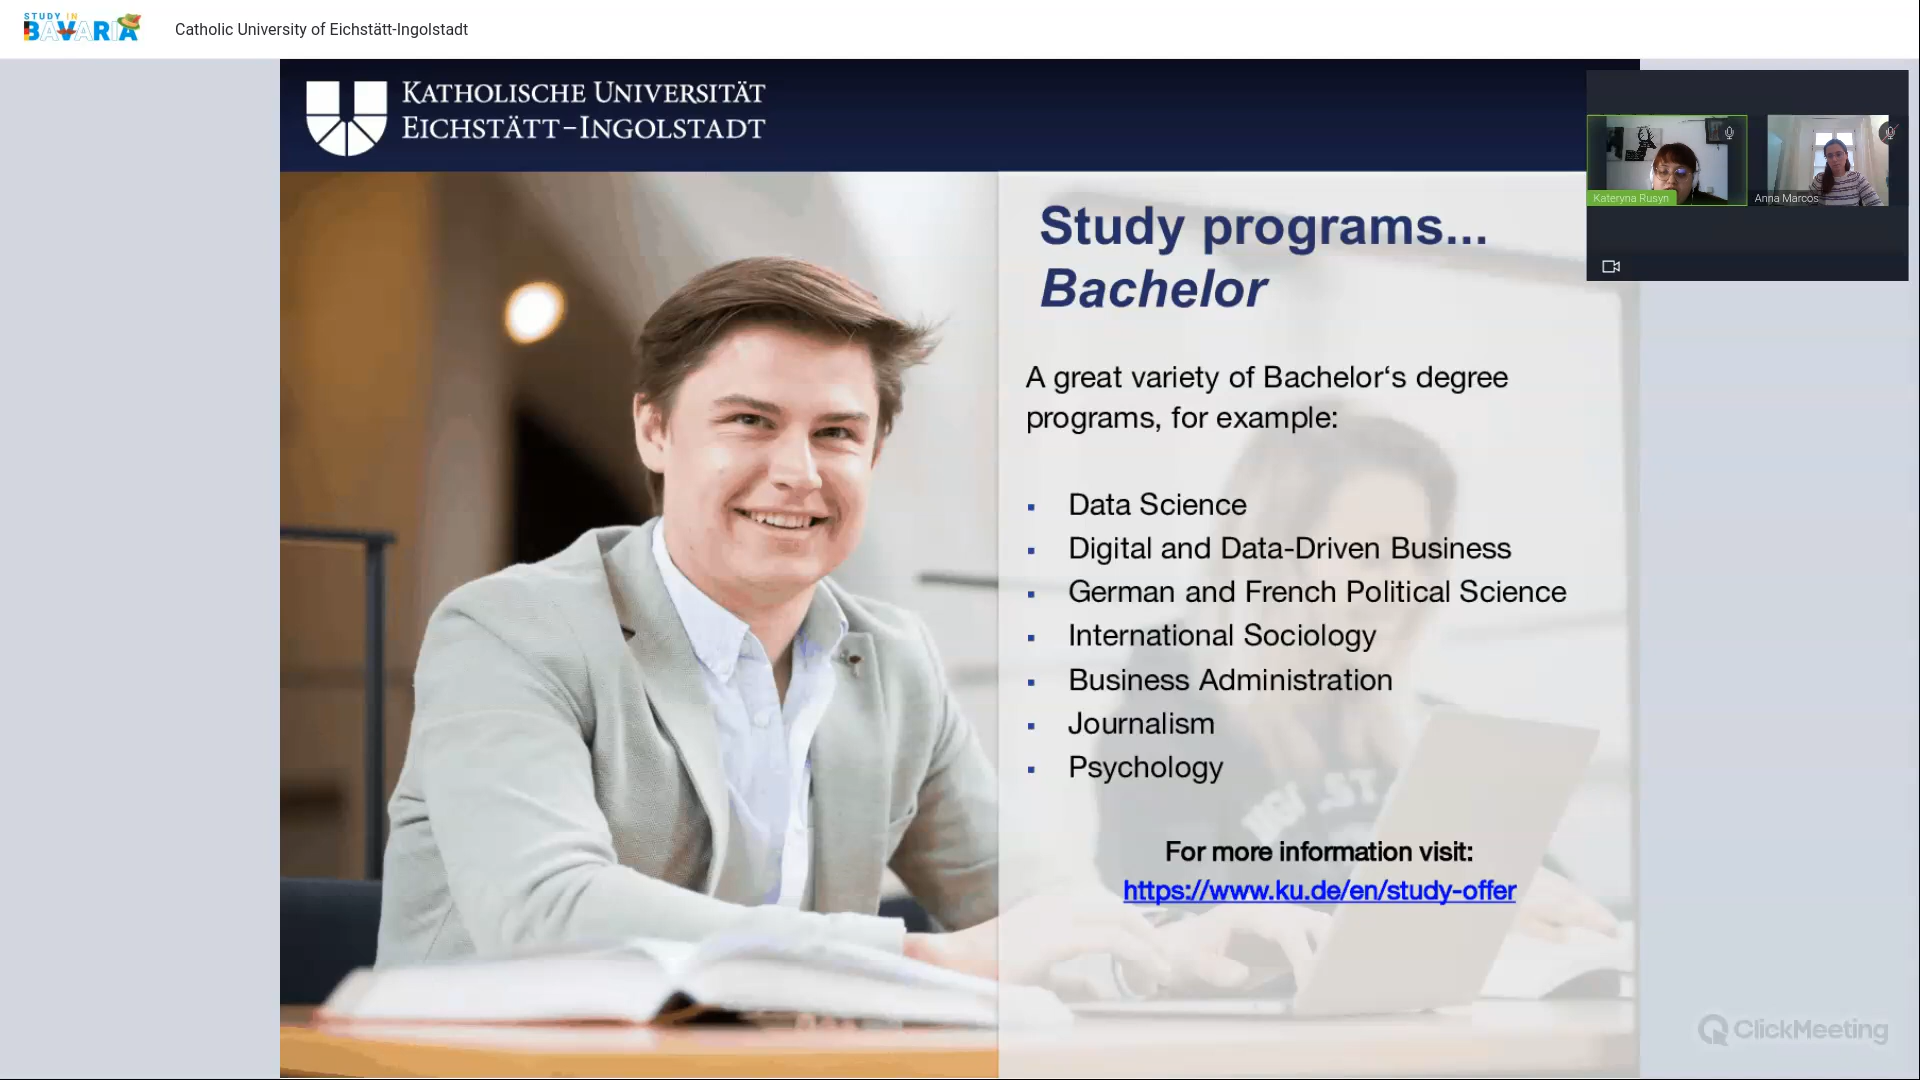 STUDY IN
BAVARIA
Catholic University of Eichstätt-Ingolstadt
KATHOLISCHE UNIVERSITÄT
EICHSTÄTT-INGOLSTADT
Kateryna Rusyn
Anna Marcos
Study programs...
Bachelor
A great variety of Bachelor‘s degree
programs, for example:
▪ Data Science
▪ Digital and Data-Driven Business
▪ German and French Political Science
▪ International Sociology
▪ Business Administration
▪ Journalism
▪ Psychology
For more information visit:
https://www.ku.de/en/study-offer
ClickMeeting